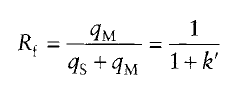 R_f = q_M / (q_S + q_M) = 1 / (1 + k′)